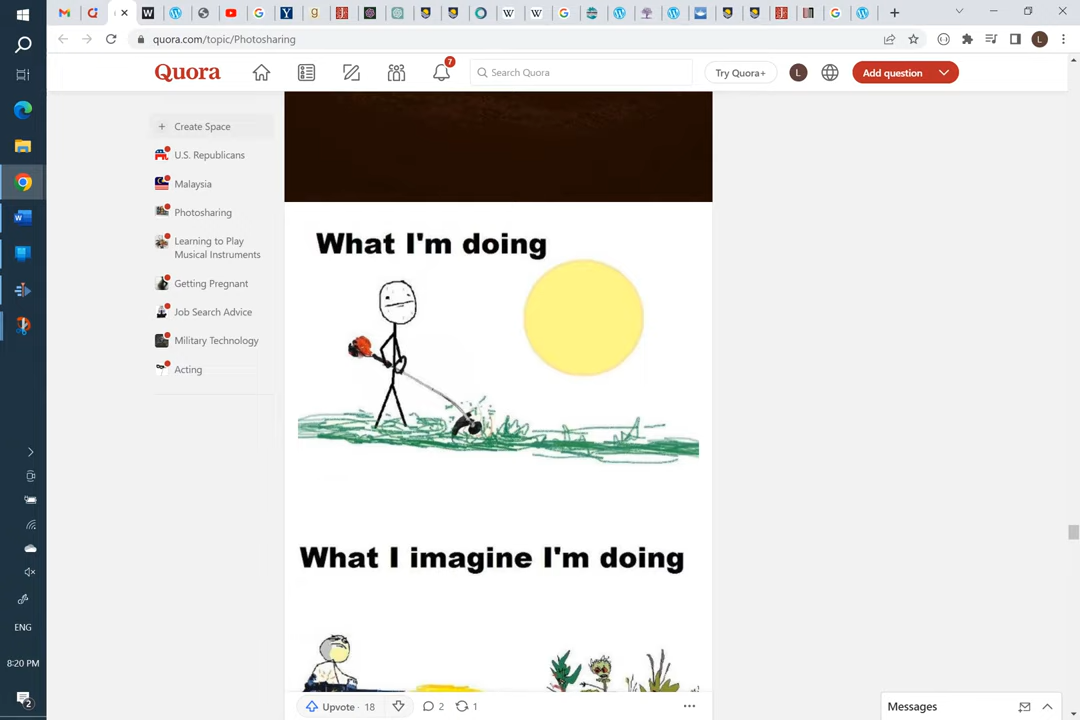 quora.com/topic/Photosharing
L
Quora
7
Search Quora
Try Quora+
L
Add question
Create Space
U.S. Republicans
Malaysia
Photosharing
Learning to Play
Musical Instruments
Getting Pregnant
Job Search Advice
Military Technology
Acting
What I'm doing
What I imagine I'm doing
Upvote · 18
2
1
Messages
ENG
8:20 PM
2